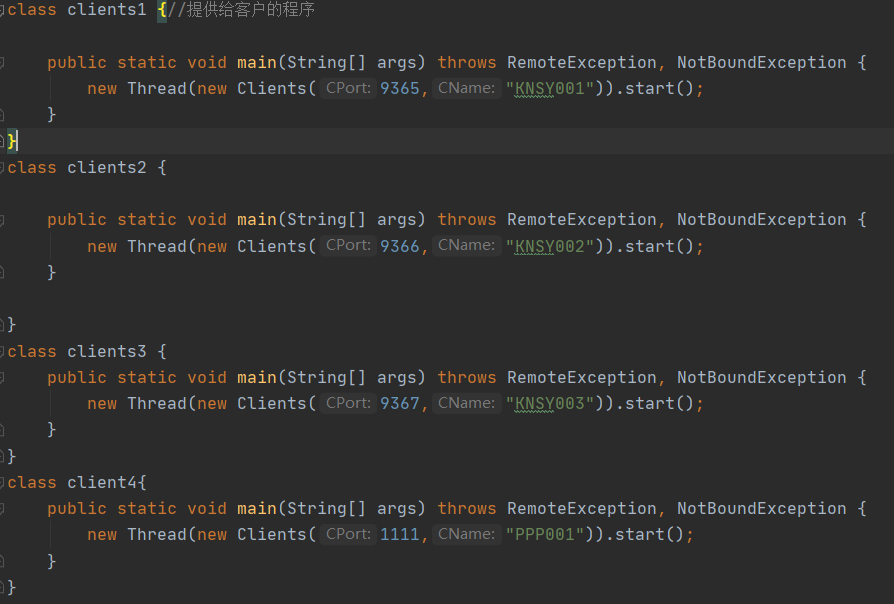 class clients1 {//提供给客户的程序
public static void main(String[] args) throws RemoteException, NotBoundException {
new Thread(new Clients( CPort: 9365, CName: "KNSY001")).start();
}
}
class clients2 {
public static void main(String[] args) throws RemoteException, NotBoundException {
new Thread(new Clients( CPort: 9366, CName: "KNSY002")).start();
}
}
class clients3 {
public static void main(String[] args) throws RemoteException, NotBoundException {
new Thread(new Clients( CPort: 9367, CName: "KNSY003")).start();
}
}
class client4{
public static void main(String[] args) throws RemoteException, NotBoundException {
new Thread(new Clients( CPort: 1111, CName: "PPP001")).start();
}
}